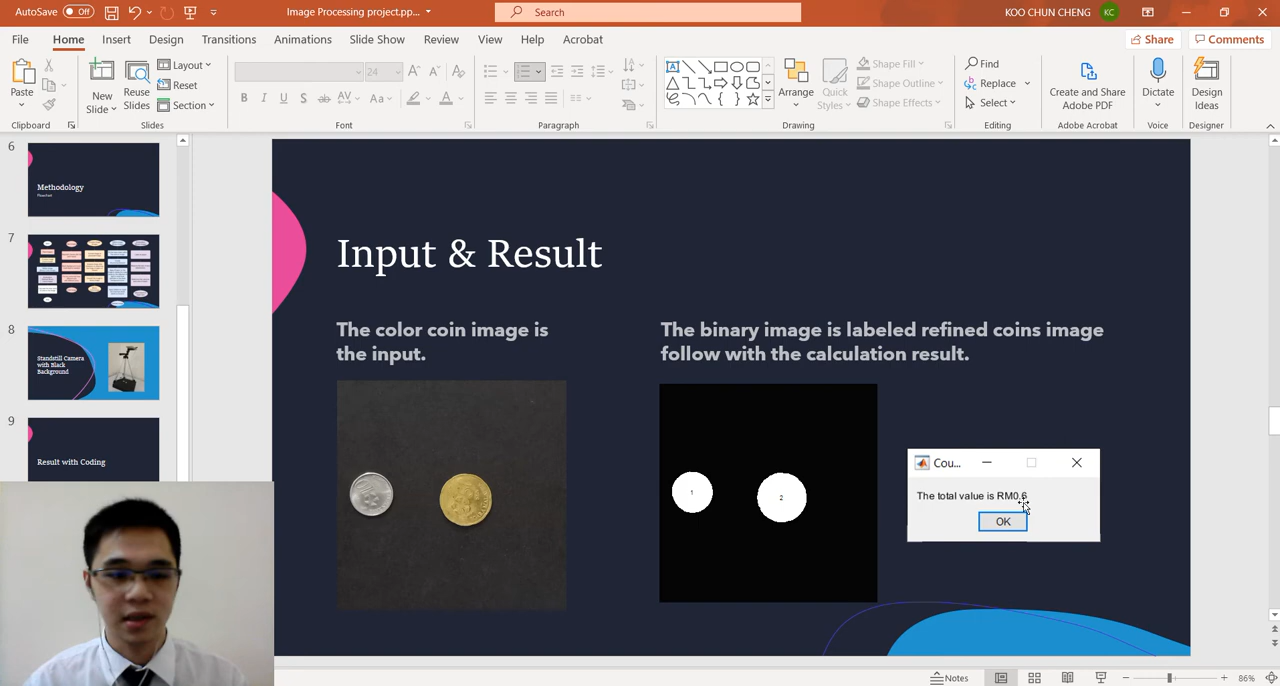 AutoSave Off
Image Processing project.pp...
Search
KOO CHUN CHENG
KC
File Home Insert Design Transitions Animations Slide Show Review View Help Acrobat
Share
Comments
Paste
Clipboard
New Slide
Reuse Slides
Layout
Reset
Section
Slides
24
B I U S ab AV Aa A
Font
Paragraph
Arrange
Quick Styles
Shape Fill
Shape Outline
Shape Effects
Drawing
Find
Replace
Select
Editing
Create and Share Adobe PDF
Adobe Acrobat
Dictate
Voice
Design Ideas
Designer
6
Methodology
7
8
Standstill Camera
with Black
Background
9
Result with Coding
Input & Result
The color coin image is
the input.
The binary image is labeled refined coins image
follow with the calculation result.
1
2
Cou...
The total value is RM0.6
OK
Notes
86%